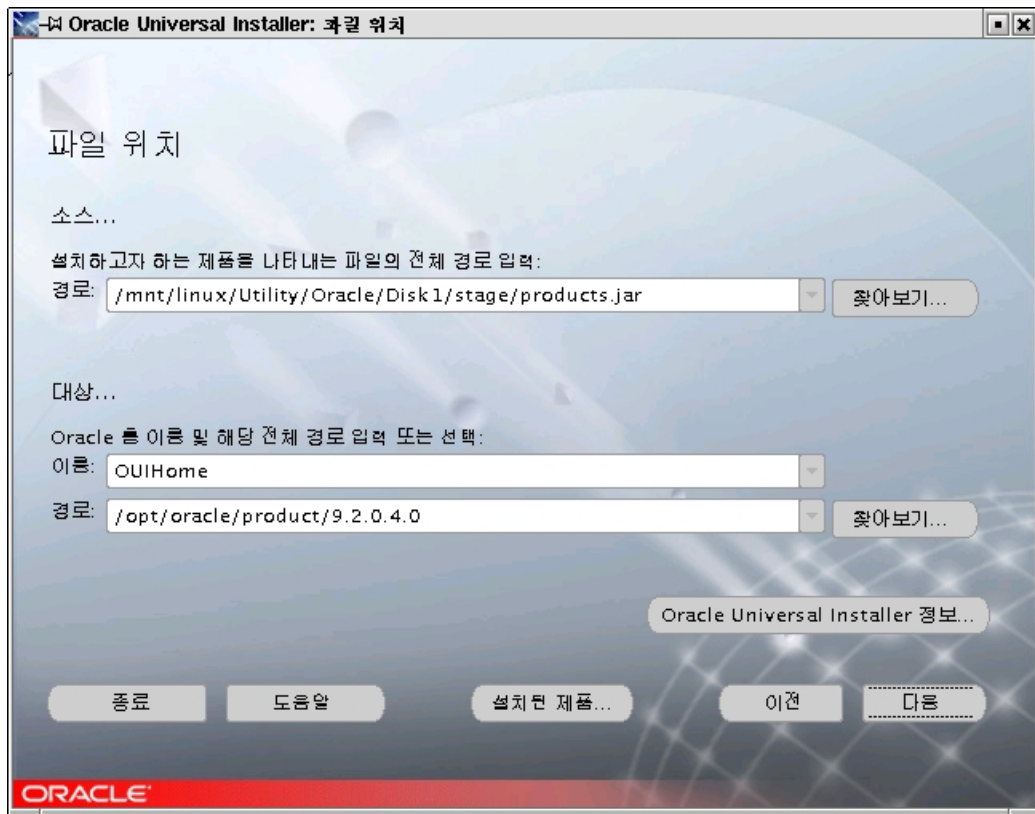 Oracle Universal Installer: 파일 위치
파일 위치
소스...
설치하고자 하는 제품을 나타내는 파일의 전체 경로 입력:
경로: /mnt/linux/Utility/Oracle/Disk1/stage/products.jar 찾아보기...
대상...
Oracle 홈 이름 및 해당 전체 경로 입력 또는 선택:
이름: OUIHome
경로: /opt/oracle/product/9.2.0.4.0 찾아보기...
Oracle Universal Installer 정보...
종료 도움말 설치된 제품... 이전 다음
ORACLE